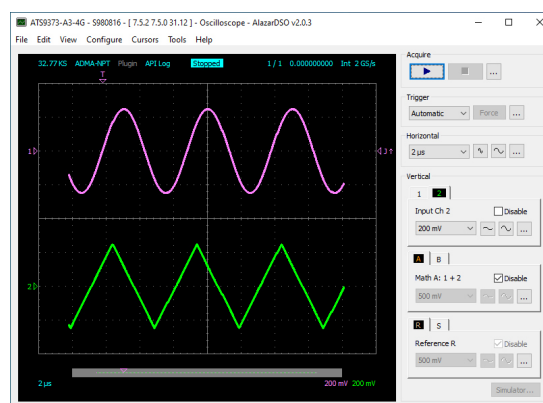 ATS9373-A3-4G - S980816 - [ 7.5.2 7.5.0 31.12 ] - Oscilloscope - AlazarDSO v2.0.3
File Edit View Configure Cursors Tools Help
32.77 KS ADMA-NPT Plugin API Log Stopped 1 / 1 0.000000000 Int 2 GS/s
T
1
J
2
2 µs 200 mV 200 mV
Acquire
...
Trigger
Automatic Force ...
Horizontal
2 µs ...
Vertical
1 2
Input Ch 2 Disable
200 mV ...
A B
Math A: 1 + 2 Disable
500 mV ...
R S
Reference R Disable
500 mV ...
Simulator...